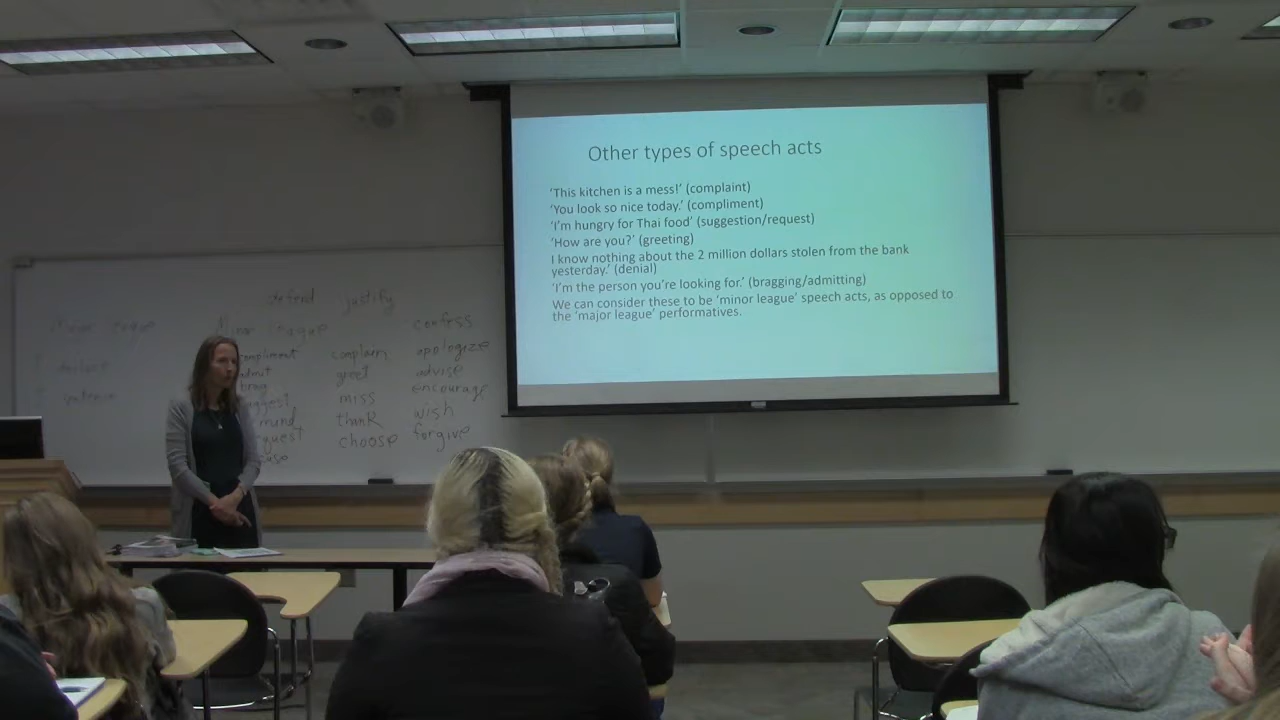 Other types of speech acts
‘This kitchen is a mess!’ (complaint)
‘You look so nice today.’ (compliment)
‘I’m hungry for Thai food’ (suggestion/request)
‘How are you?’ (greeting)
I know nothing about the 2 million dollars stolen from the bank
yesterday.’ (denial)
‘I’m the person you’re looking for.’ (bragging/admitting)
We can consider these to be ‘minor league’ speech acts, as opposed to
the ‘major league’ performatives.
defend justify
Minor league confess
compliment complain apologize
admit greet advise
brag miss encourage
thank wish
choose forgive